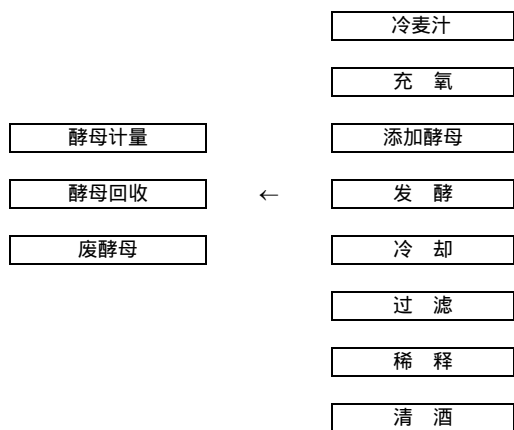 冷麦汁
充 氧
酵母计量
添加酵母
酵母回收
←
发 酵
废酵母
冷 却
过 滤
稀 释
清 酒